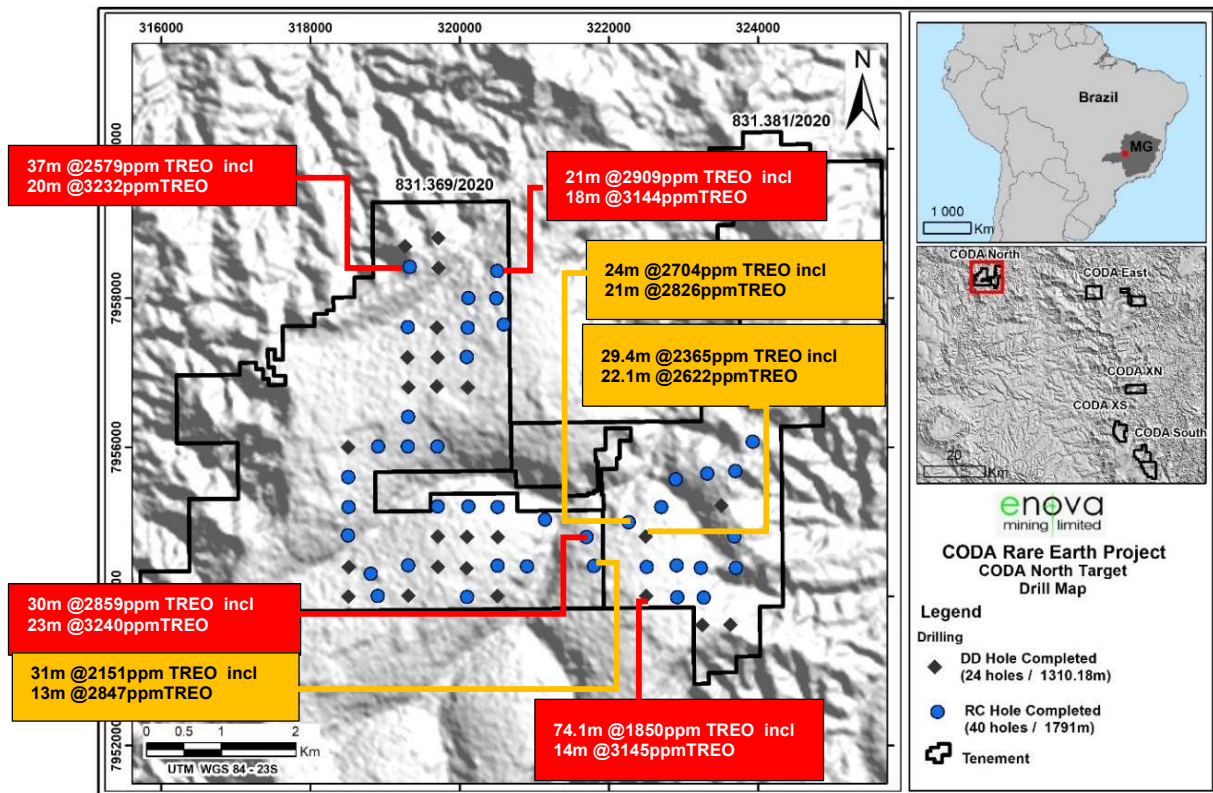 316000
318000
320000
322000
324000
N
831.381/2020
831.369/2020
37m @2579ppm TREO incl
20m @3232ppmTREO
21m @2909ppm TREO incl
18m @3144ppmTREO
24m @2704ppm TREO incl
21m @2826ppmTREO
29.4m @2365ppm TREO incl
22.1m @2622ppmTREO
30m @2859ppm TREO incl
23m @3240ppmTREO
31m @2151ppm TREO incl
13m @2847ppmTREO
74.1m @1850ppm TREO incl
14m @3145ppmTREO
7958000
7956000
7952000
0 0.5 1 2
Km
UTM WGS 84 - 23S
Brazil
MG
1 000
Km
CODA North
CODA East
CODA XN
CODA XS
CODA South
20
Km
enova
mining limited
CODA Rare Earth Project
CODA North Target
Drill Map
Legend
Drilling
DD Hole Completed
(24 holes / 1310.18m)
RC Hole Completed
(40 holes / 1791m)
Tenement